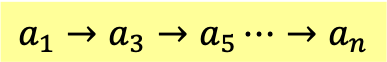 a₁ → a₃ → a₅ ⋯ → aₙ